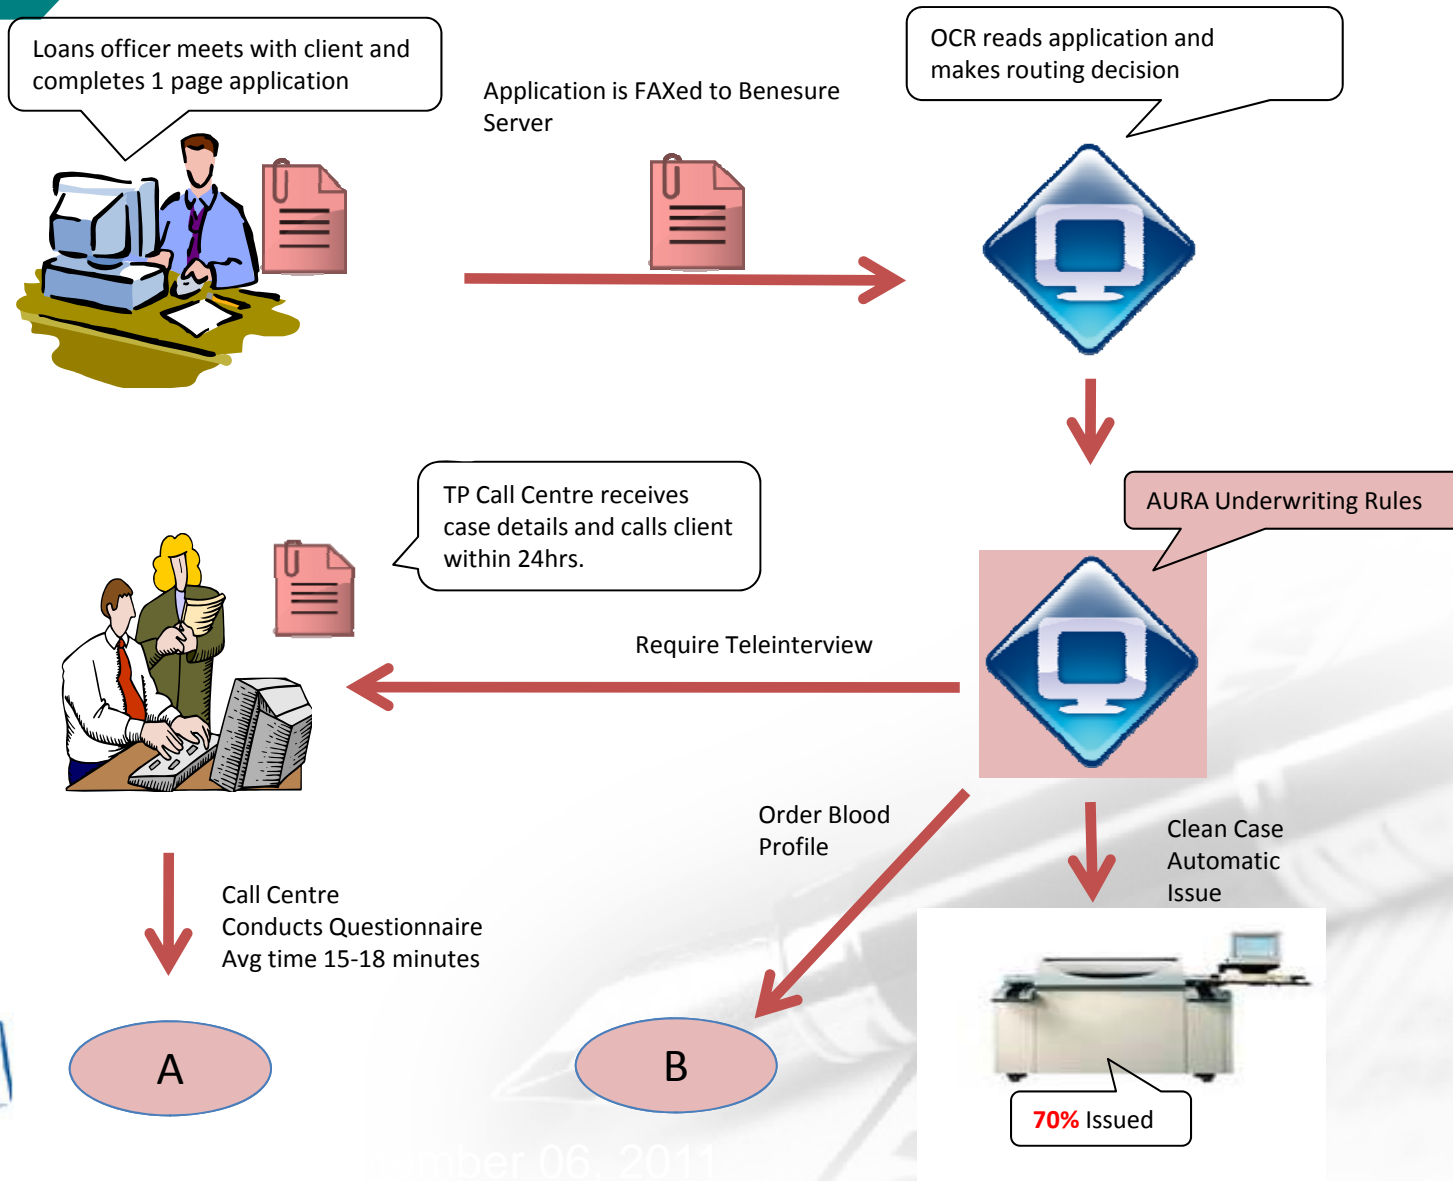 Loans officer meets with client and
completes 1 page application
Application is FAXed to Benesure
Server
OCR reads application and
makes routing decision
TP Call Centre receives
case details and calls client
within 24hrs.
AURA Underwriting Rules
Require Teleinterview
Order Blood
Profile
Clean Case
Automatic
Issue
Call Centre
Conducts Questionnaire
Avg time 15-18 minutes
A
B
70% Issued
mber 06, 2011